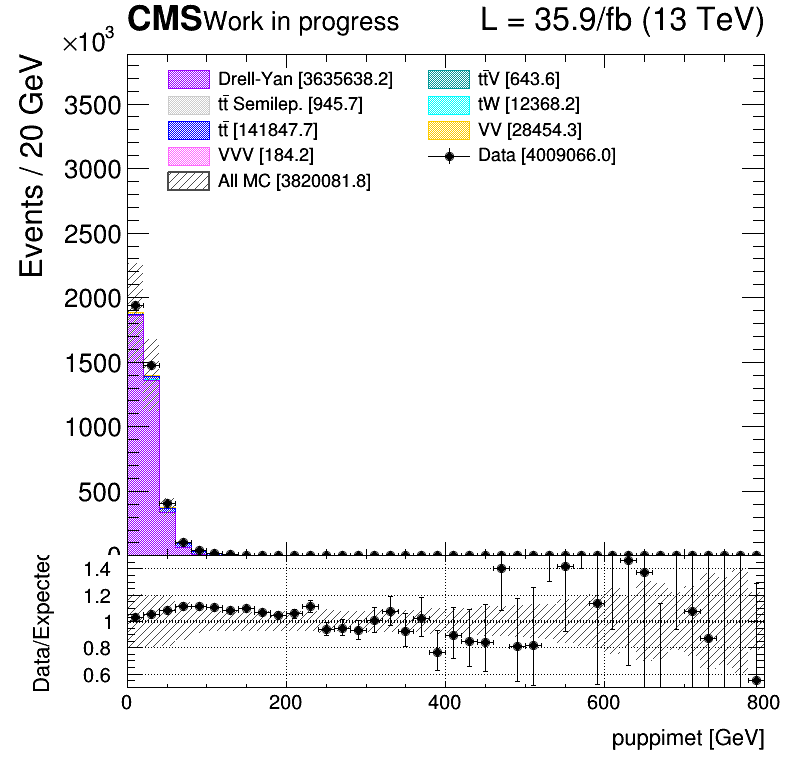 CMS Work in progress L = 35.9/fb (13 TeV)
×10³
Events / 20 GeV
3500
3000
2500
2000
1500
1000
500
0
Drell-Yan [3635638.2]
tt̄ Semilep. [945.7]
tt̄ [141847.7]
VVV [184.2]
All MC [3820081.8]
tt̄V [643.6]
tW [12368.2]
VV [28454.3]
Data [4009066.0]
Data/Expected
1.4
1.2
1
0.8
0.6
0 200 400 600 800
puppimet [GeV]